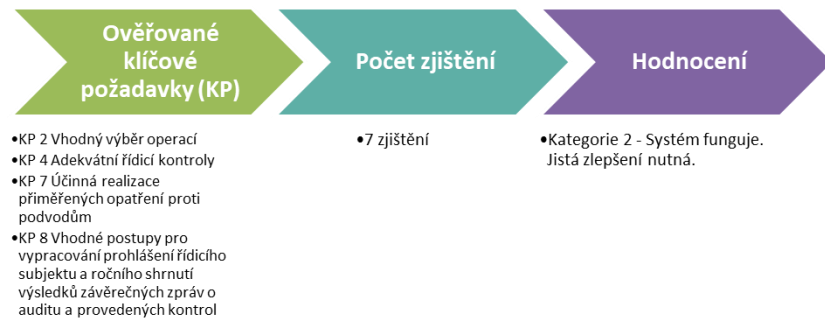 Ověřované
klíčové
požadavky (KP)
•KP 2 Vhodný výběr operací
•KP 4 Adekvátní řídicí kontroly
•KP 7 Účinná realizace
přiměřených opatření proti
podvodům
•KP 8 Vhodné postupy pro
vypracování prohlášení řídicího
subjektu a ročního shrnutí
výsledků závěrečných zpráv o
auditu a provedených kontrol
Počet zjištění
•7 zjištění
Hodnocení
•Kategorie 2 - Systém funguje.
Jistá zlepšení nutná.